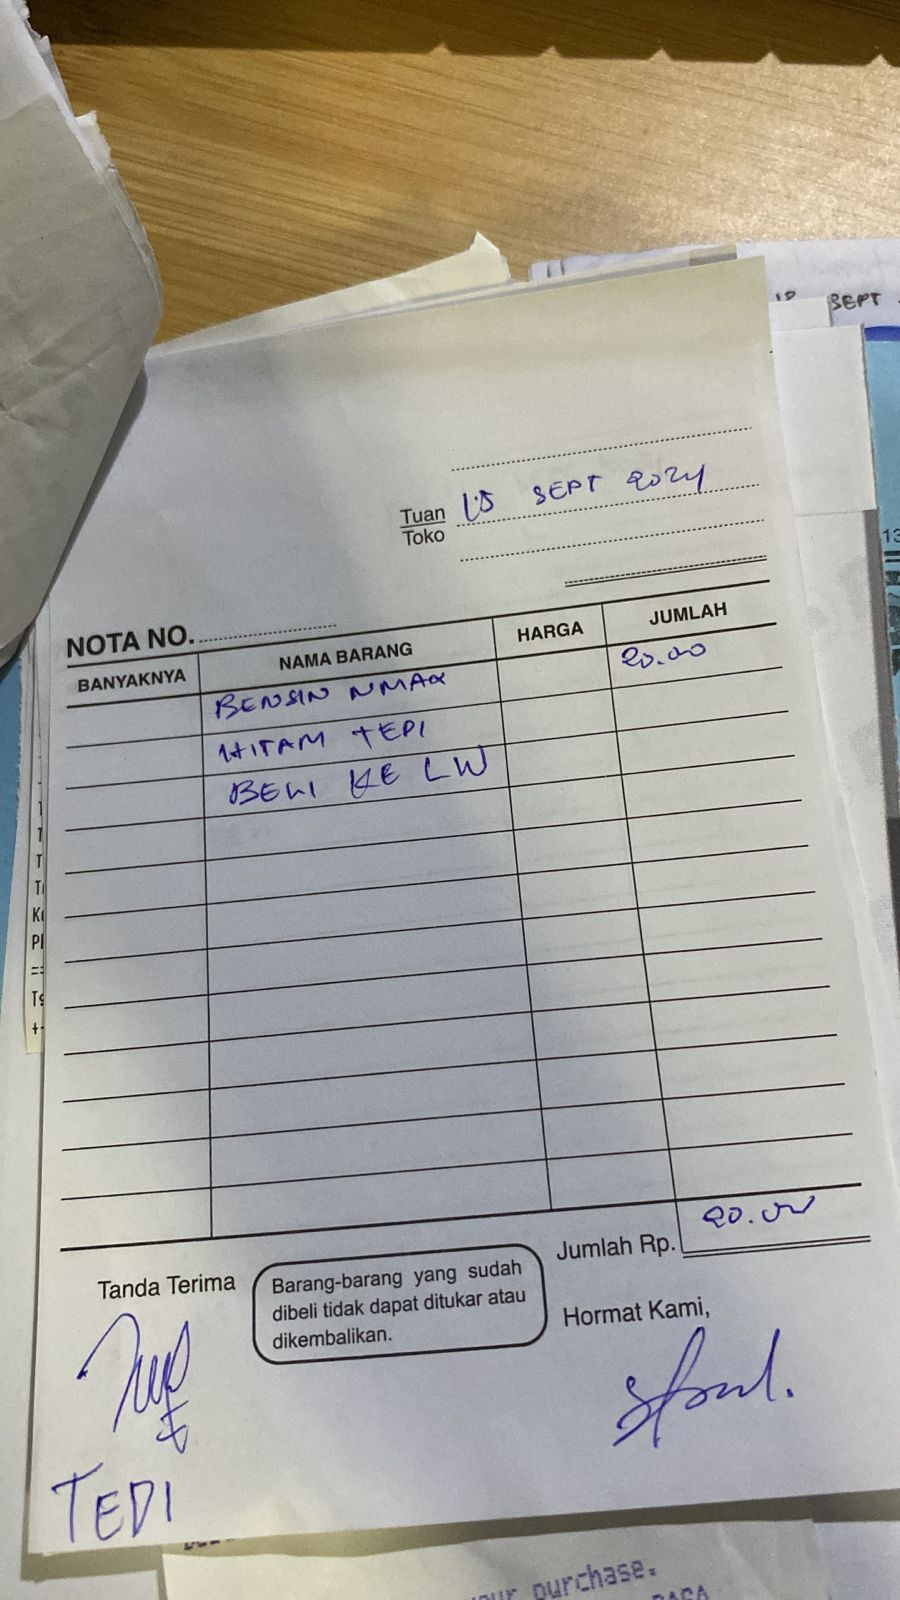 SEPT
Tuan
Toko
15 SEPT 2024
NOTA NO.
BANYAKNYA NAMA BARANG HARGA JUMLAH
BENSIN NMAX 20.00
HITAM TEDI
BELI KE LW
Jumlah Rp. 20.00
Tanda Terima
Barang-barang yang sudah
dibeli tidak dapat ditukar atau
dikembalikan.
Hormat Kami,
TEDI
your purchase.